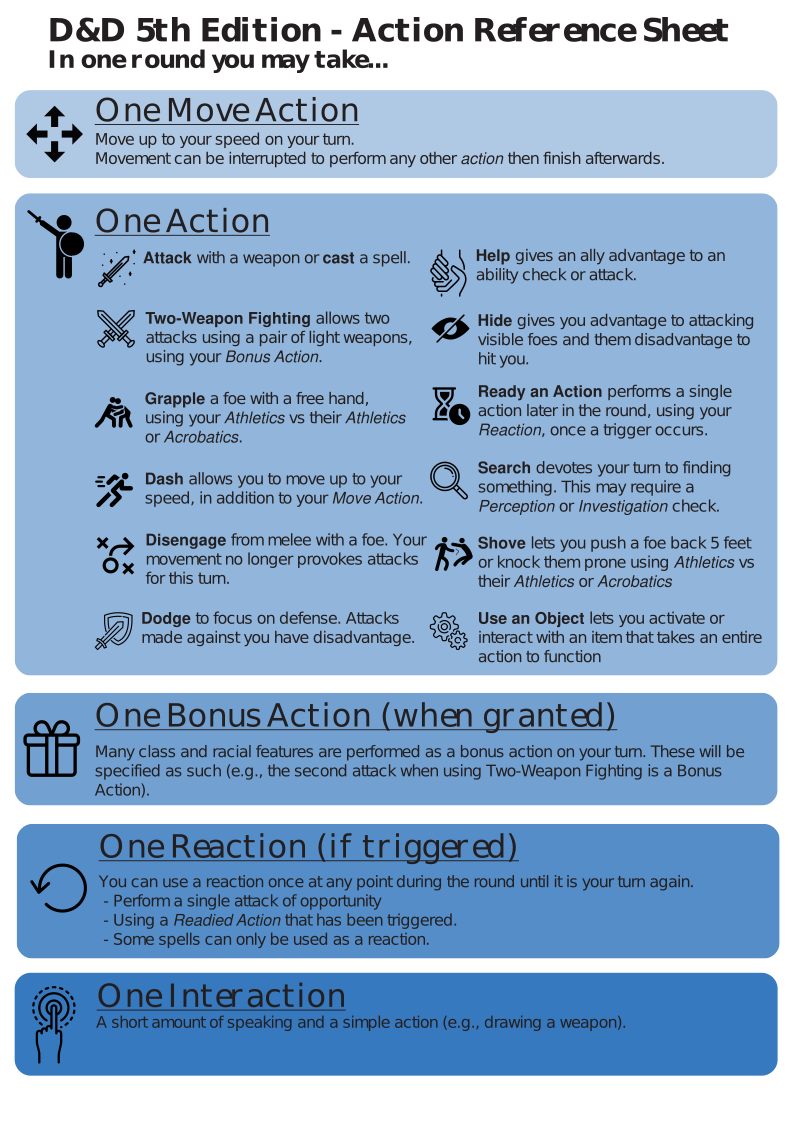 D&D 5th Edition - Action Reference Sheet
In one round you may take...
One Move Action
Move up to your speed on your turn.
Movement can be interrupted to perform any other action then finish afterwards.
One Action
Attack with a weapon or cast a spell.
Two-Weapon Fighting allows two
attacks using a pair of light weapons,
using your Bonus Action.
Grapple a foe with a free hand,
using your Athletics vs their Athletics
or Acrobatics.
Dash allows you to move up to your
speed, in addition to your Move Action.
Disengage from melee with a foe. Your
movement no longer provokes attacks
for this turn.
Dodge to focus on defense. Attacks
made against you have disadvantage.
Help gives an ally advantage to an
ability check or attack.
Hide gives you advantage to attacking
visible foes and them disadvantage to
hit you.
Ready an Action performs a single
action later in the round, using your
Reaction, once a trigger occurs.
Search devotes your turn to finding
something. This may require a
Perception or Investigation check.
Shove lets you push a foe back 5 feet
or knock them prone using Athletics vs
their Athletics or Acrobatics
Use an Object lets you activate or
interact with an item that takes an entire
action to function
One Bonus Action (when granted)
Many class and racial features are performed as a bonus action on your turn. These will be
specified as such (e.g., the second attack when using Two-Weapon Fighting is a Bonus
Action).
One Reaction (if triggered)
You can use a reaction once at any point during the round until it is your turn again.
- Perform a single attack of opportunity
- Using a Readied Action that has been triggered.
- Some spells can only be used as a reaction.
One Interaction
A short amount of speaking and a simple action (e.g., drawing a weapon).